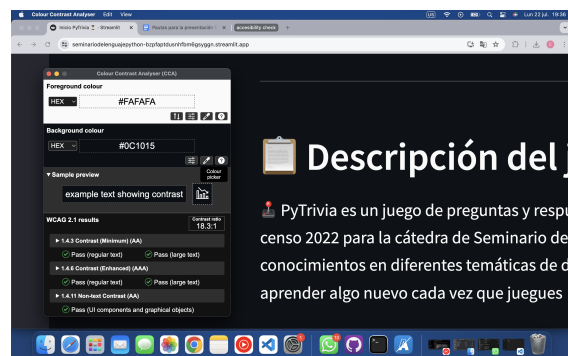 Colour Contrast Analyser Edit View
US
Lun 22 jul. 19:36
Inicio PyTrivia
Streamlit
Pautas para la presentación
accesibility check
seminariodelenguajepython-bzpfaptdusnhfbm6gsyggn.streamlit.app
Colour Contrast Analyser (CCA)
Foreground colour
HEX
#FAFAFA
Background colour
HEX
#0C1015
Colour
picker
Sample preview
example text showing contrast
WCAG 2.1 results
Contrast ratio
18.3:1
1.4.3 Contrast (Minimum) (AA)
Pass (regular text)
Pass (large text)
1.4.6 Contrast (Enhanced) (AAA)
Pass (regular text)
Pass (large text)
1.4.11 Non-text Contrast (AA)
Pass (UI components and graphical objects)
Descripción del j
PyTrivia es un juego de preguntas y respu
censo 2022 para la cátedra de Seminario de
conocimientos en diferentes temáticas de d
aprender algo nuevo cada vez que juegues